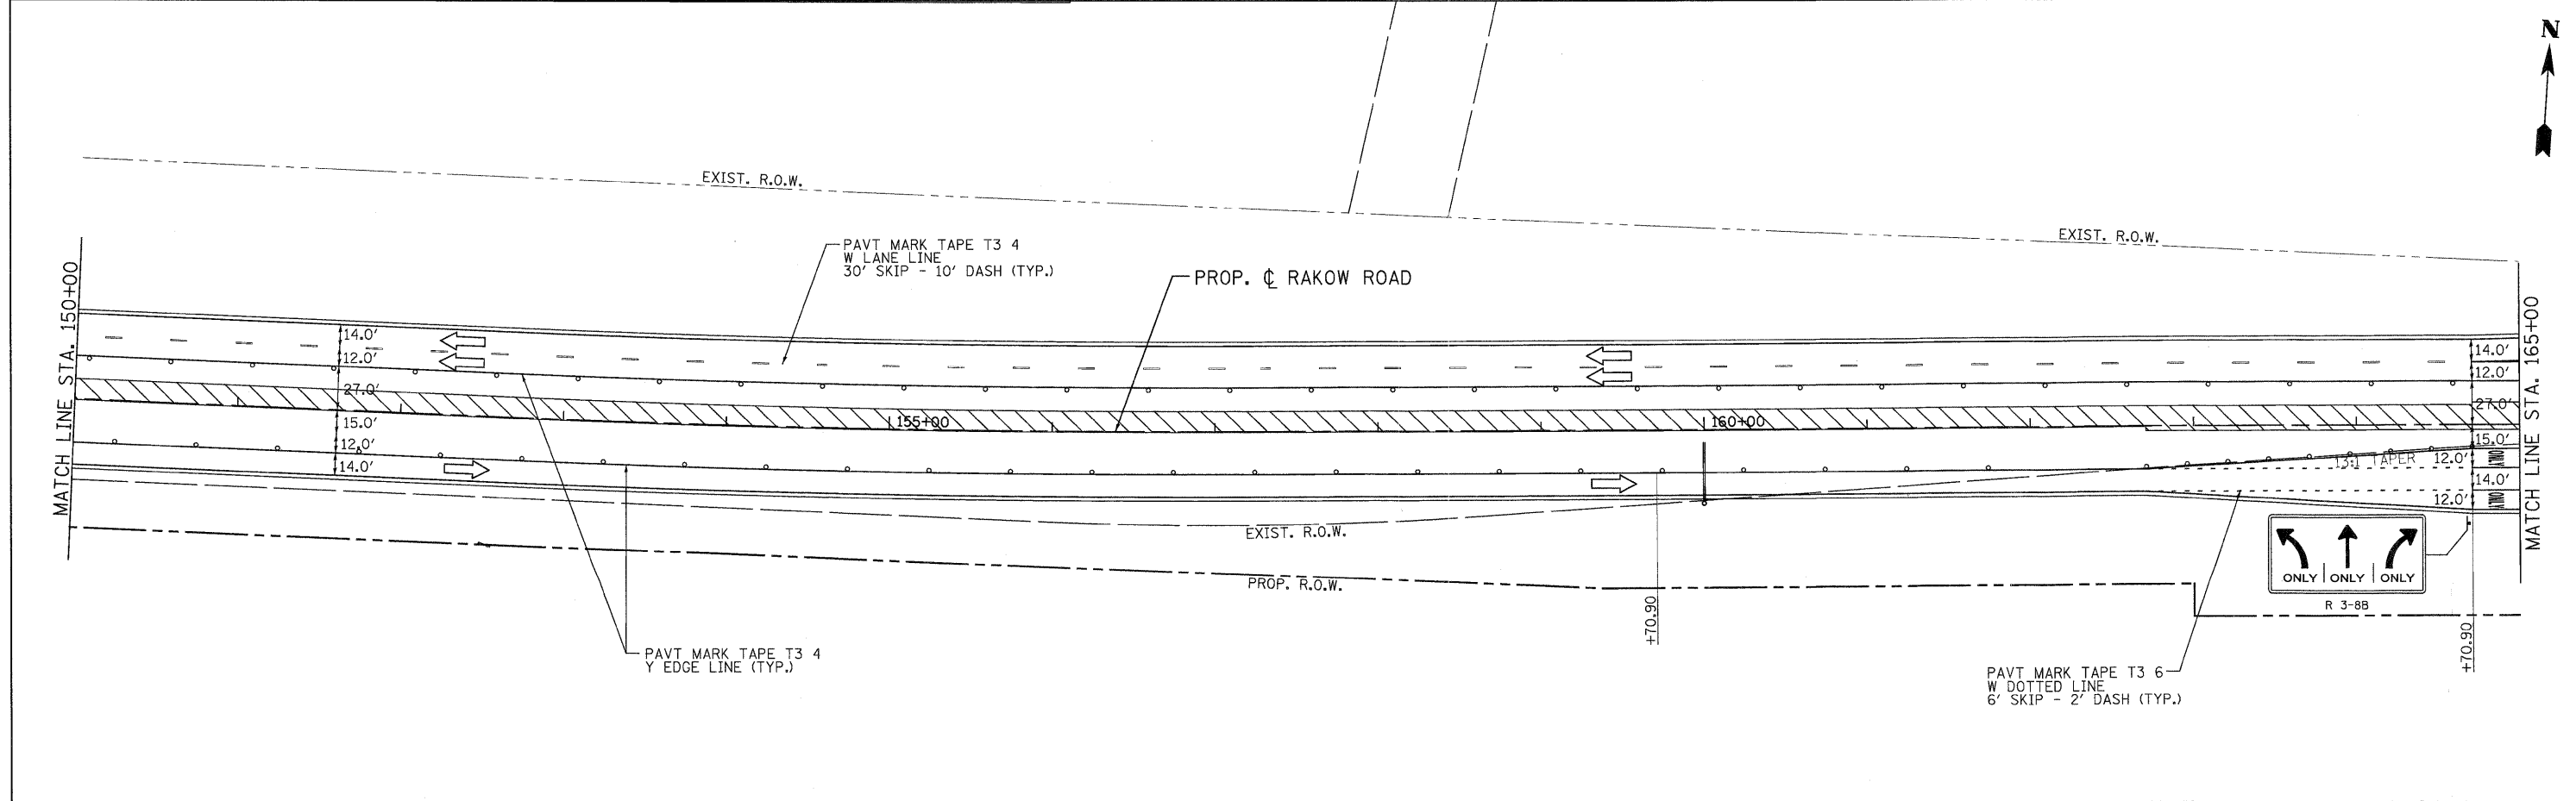 N
EXIST. R.O.W.
EXIST. R.O.W.
PAVT MARK TAPE T3 4
W LANE LINE
30' SKIP - 10' DASH (TYP.)
PROP. ℄ RAKOW ROAD
MATCH LINE STA. 150+00
MATCH LINE STA. 165+00
14.0'
12.0'
27.0'
15.0'
12.0'
14.0'
155+00
160+00
14.0'
12.0'
27.0'
15.0'
12.0'
14.0'
12.0'
13:1 TAPER
ONLY
ONLY
EXIST. R.O.W.
PROP. R.O.W.
ONLY ONLY ONLY
R 3-8B
+70.90
+70.90
PAVT MARK TAPE T3 4
Y EDGE LINE (TYP.)
PAVT MARK TAPE T3 6
W DOTTED LINE
6' SKIP - 2' DASH (TYP.)